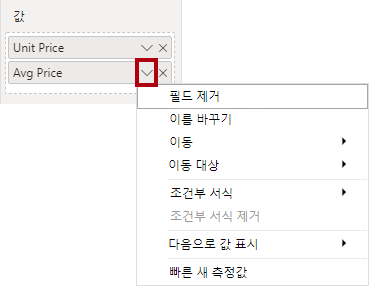 값
Unit Price
Avg Price
필드 제거
이름 바꾸기
이동
이동 대상
조건부 서식
조건부 서식 제거
다음으로 값 표시
빠른 새 측정값